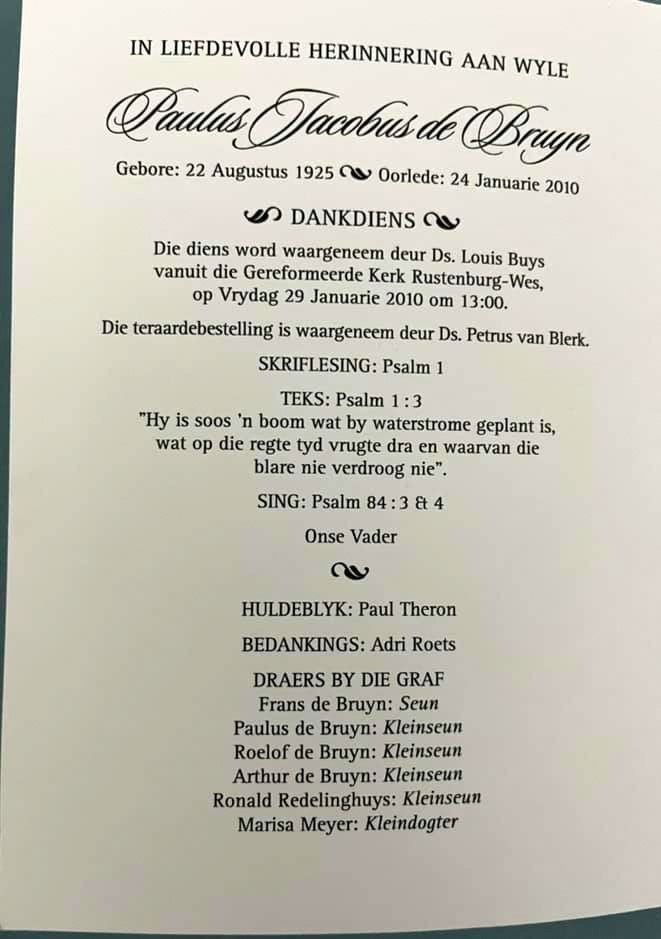 IN LIEFDEVOLLE HERINNERING AAN WYLE
Paulus Jacobus de Bruyn
Gebore: 22 Augustus 1925 Oorlede: 24 Januarie 2010
DANKDIENS
Die diens word waargeneem deur Ds. Louis Buys
vanuit die Gereformeerde Kerk Rustenburg-Wes,
op Vrydag 29 Januarie 2010 om 13:00.
Die teraardebestelling is waargeneem deur Ds. Petrus van Blerk.
SKRIFLESING: Psalm 1
TEKS: Psalm 1 : 3
"Hy is soos 'n boom wat by waterstrome geplant is,
wat op die regte tyd vrugte dra en waarvan die
blare nie verdroog nie".
SING: Psalm 84 : 3 & 4
Onse Vader
HULDEBLYK: Paul Theron
BEDANKINGS: Adri Roets
DRAERS BY DIE GRAF
Frans de Bruyn: Seun
Paulus de Bruyn: Kleinseun
Roelof de Bruyn: Kleinseun
Arthur de Bruyn: Kleinseun
Ronald Redelinghuys: Kleinseun
Marisa Meyer: Kleindogter